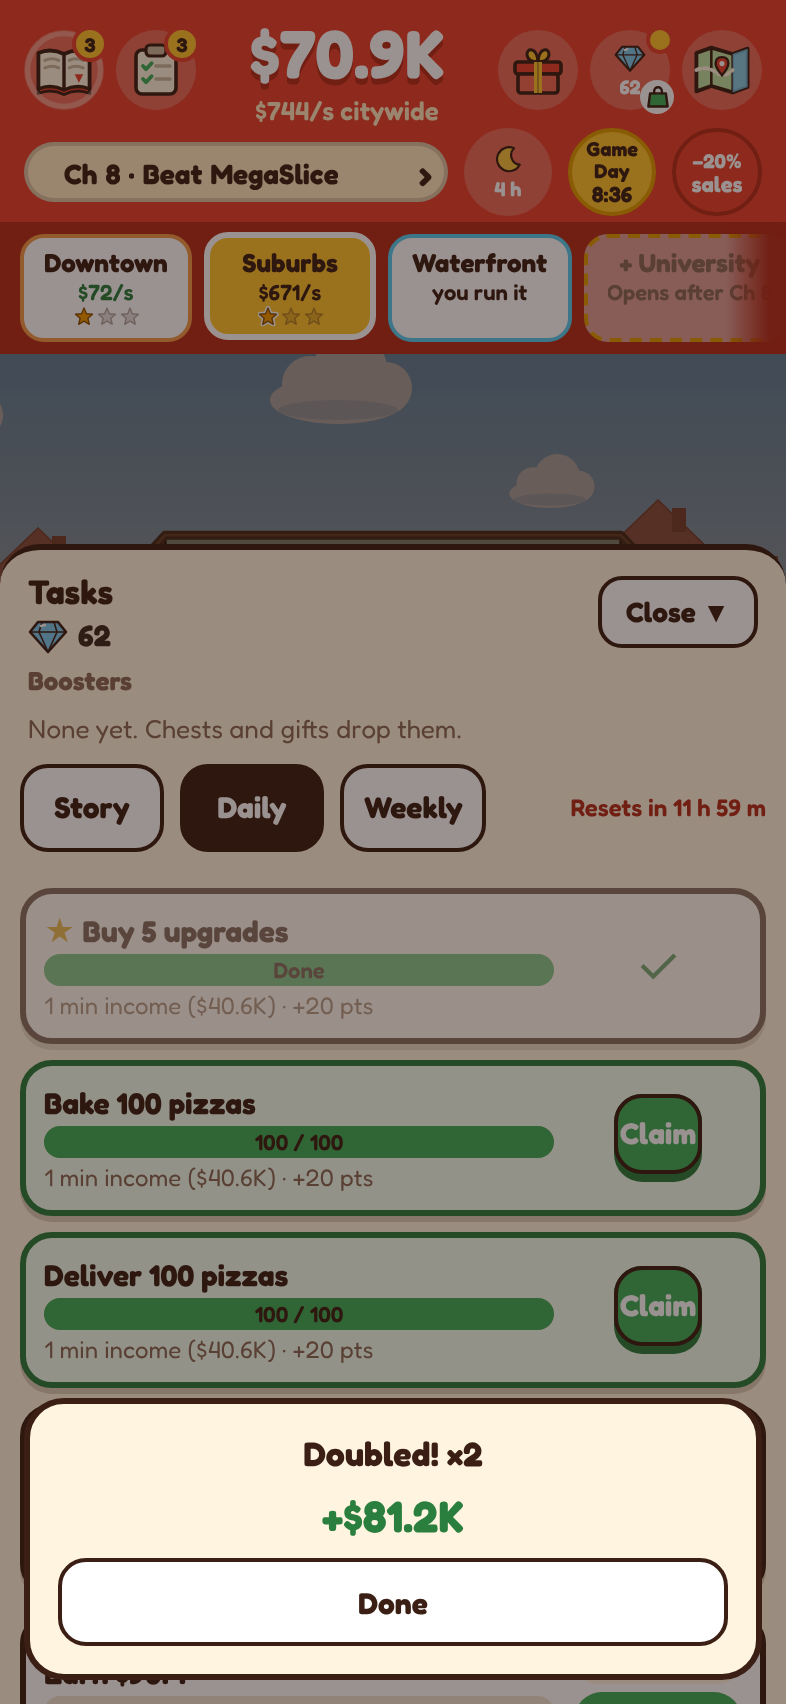 3
3
$70.9K
$744/s citywide
62
Ch 8 · Beat MegaSlice
4 h
Game
Day
8:36
−20%
sales
Downtown
$72/s
Suburbs
$671/s
Waterfront
you run it
+ University
Opens after Ch
Tasks
62
Close ▼
Boosters
None yet. Chests and gifts drop them.
Story
Daily
Weekly
Resets in 11 h 59 m
Buy 5 upgrades
Done
1 min income ($40.6K) · +20 pts
Bake 100 pizzas
100 / 100
1 min income ($40.6K) · +20 pts
Claim
Deliver 100 pizzas
100 / 100
1 min income ($40.6K) · +20 pts
Claim
Doubled! x2
+$81.2K
Done